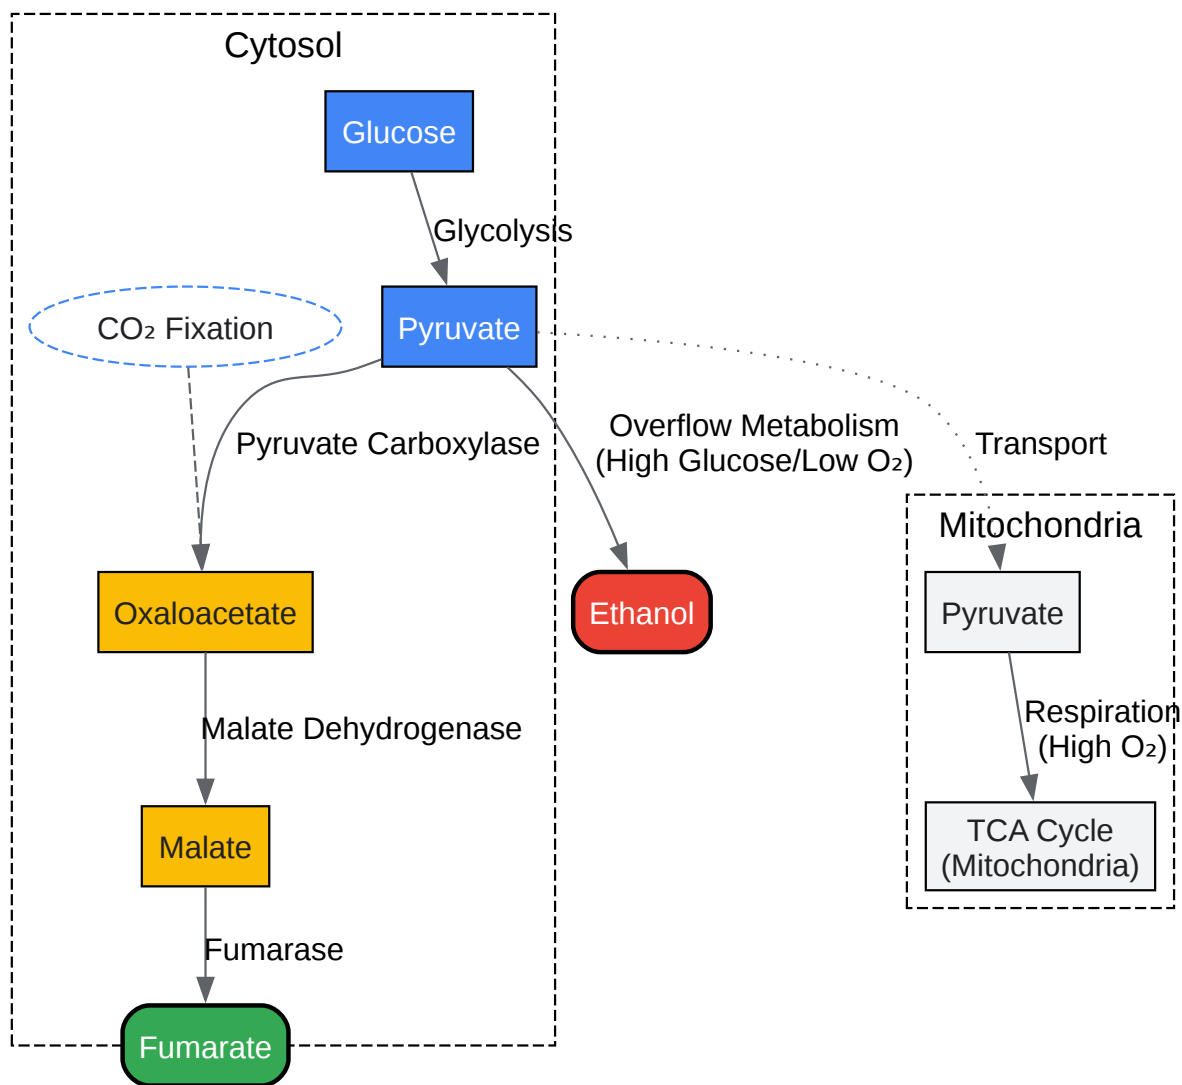 Cytosol
Glucose
Glycolysis
CO₂ Fixation
Pyruvate
Pyruvate Carboxylase
Overflow Metabolism
(High Glucose/Low O₂)
Transport
Mitochondria
Oxaloacetate
Ethanol
Pyruvate
Malate Dehydrogenase
Respiration
(High O₂)
Malate
TCA Cycle
(Mitochondria)
Fumarase
Fumarate